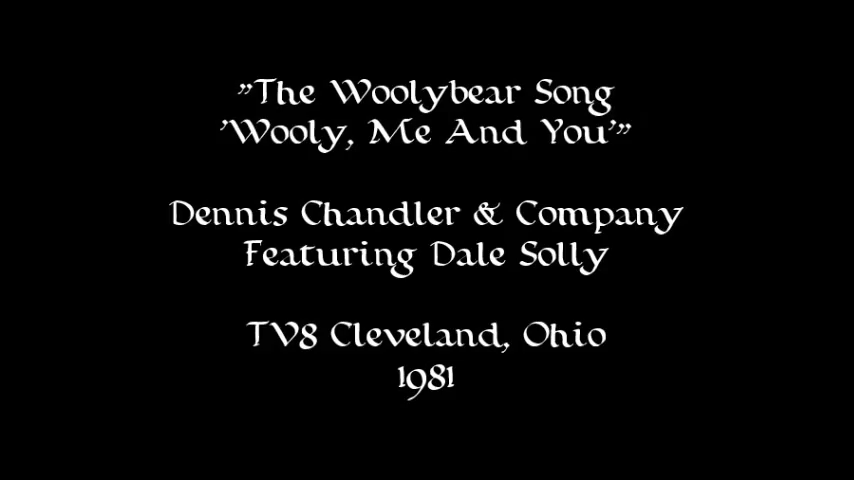 "The Woolybear Song
'Wooly, Me And You'"
Dennis Chandler & Company
Featuring Dale Solly
TV8 Cleveland, Ohio
1981